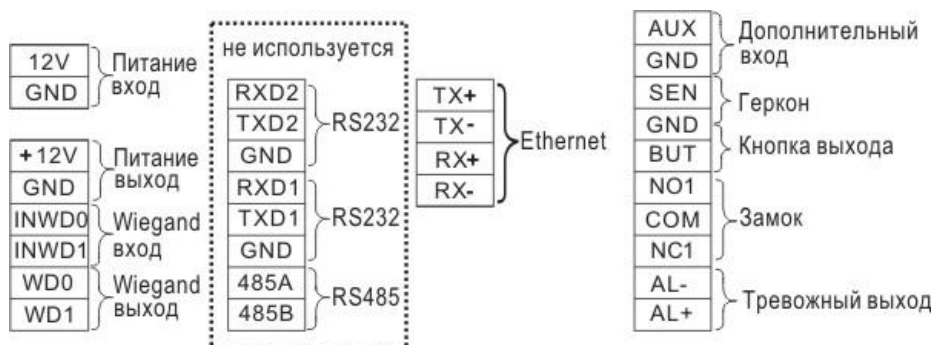 12V
GND
Питание
вход
+12V
GND
INWD0
INWD1
WD0
WD1
Питание
выход
Wiegand
вход
Wiegand
выход
не используется
RXD2
TXD2
GND
RXD1
TXD1
GND
485A
485B
RS232
RS232
RS485
TX+
TX-
RX+
RX-
Ethernet
AUX
GND
SEN
GND
BUT
NO1
COM
NC1
AL-
AL+
Дополнительный
вход
Геркон
Кнопка выхода
Замок
Тревожный выход